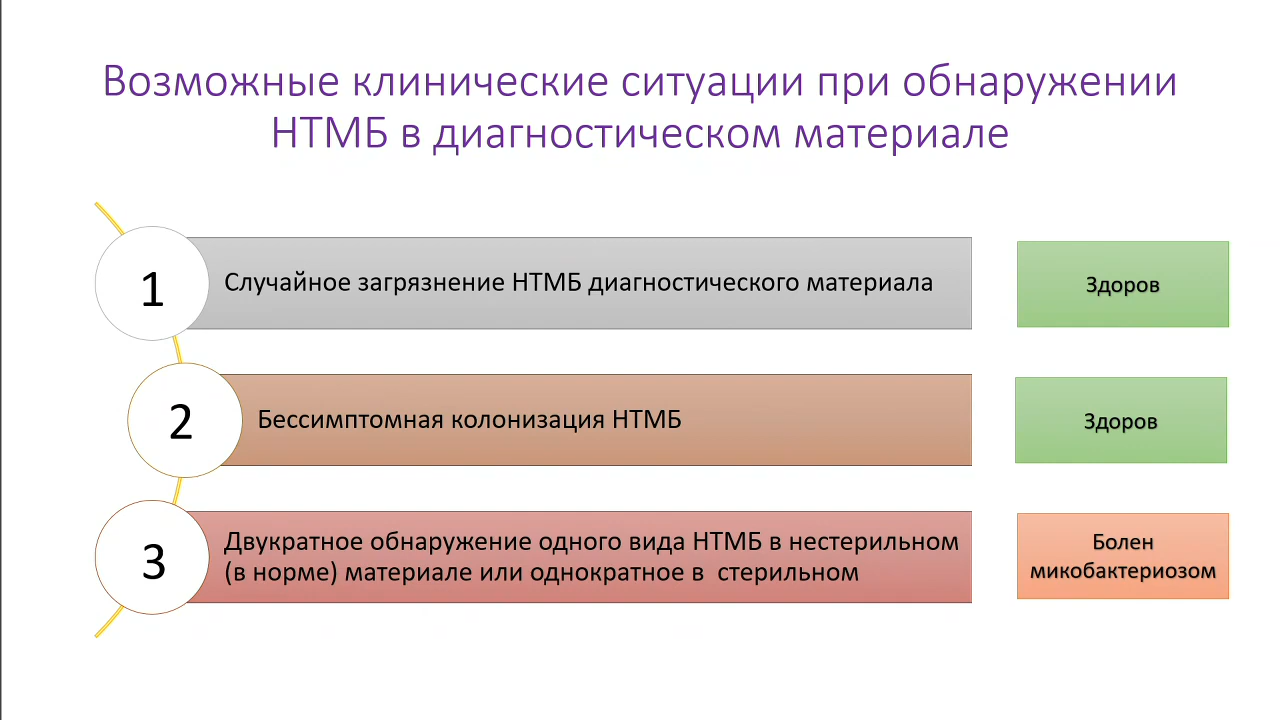 Возможные клинические ситуации при обнаружении
НТМБ в диагностическом материале
1
Случайное загрязнение НТМБ диагностического материала
Здоров
2
Бессимптомная колонизация НТМБ
Здоров
3
Двукратное обнаружение одного вида НТМБ в нестерильном
(в норме) материале или однократное в стерильном
Болен
микобактериозом